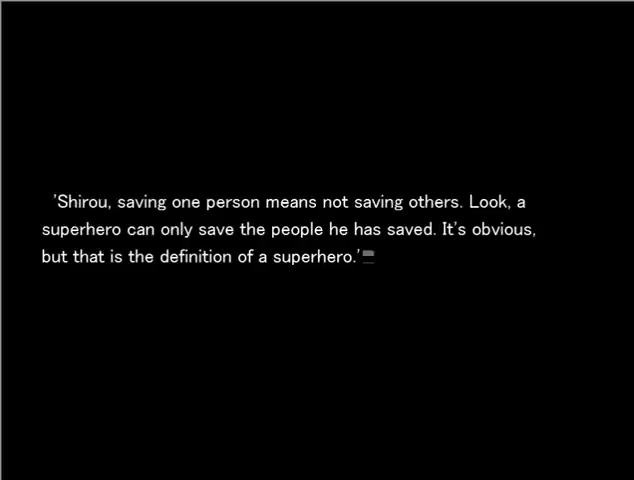 'Shirou, saving one person means not saving others. Look, a
superhero can only save the people he has saved. It's obvious,
but that is the definition of a superhero.'